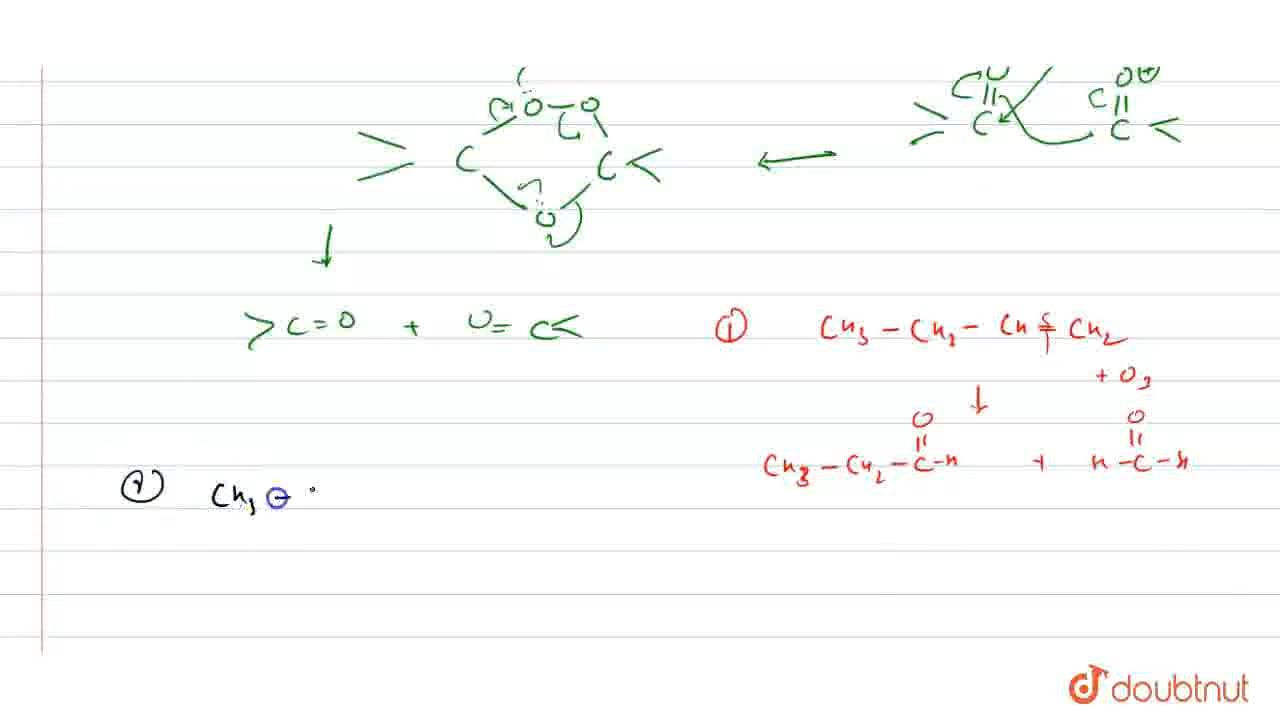 O O⊕
C = C =
O — O
C C C C
O
> C = O + O = C <
① CH3 – CH2 – CH = CH2
+ O3
O O
|| ||
CH3 – CH2 – C – H + H – C – H
② CH3 –
doubtnut